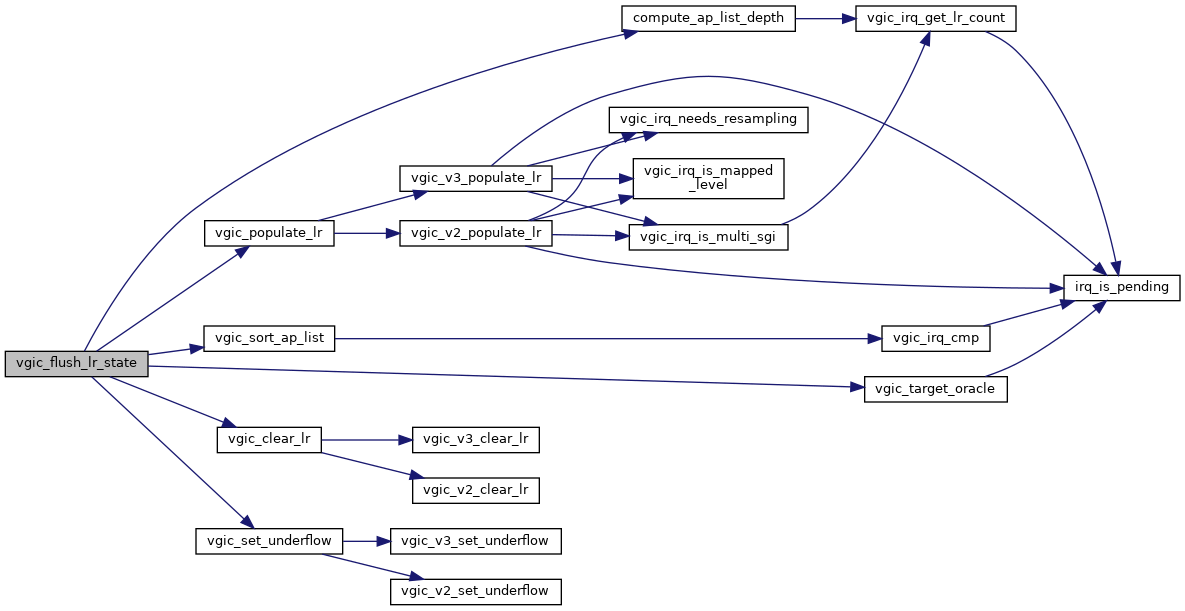 compute_ap_list_depth
vgic_irq_get_lr_count
vgic_irq_needs_resampling
vgic_v3_populate_lr
vgic_irq_is_mapped
_level
vgic_populate_lr
vgic_v2_populate_lr
vgic_irq_is_multi_sgi
irq_is_pending
vgic_sort_ap_list
vgic_irq_cmp
vgic_flush_lr_state
vgic_target_oracle
vgic_clear_lr
vgic_v3_clear_lr
vgic_v2_clear_lr
vgic_set_underflow
vgic_v3_set_underflow
vgic_v2_set_underflow